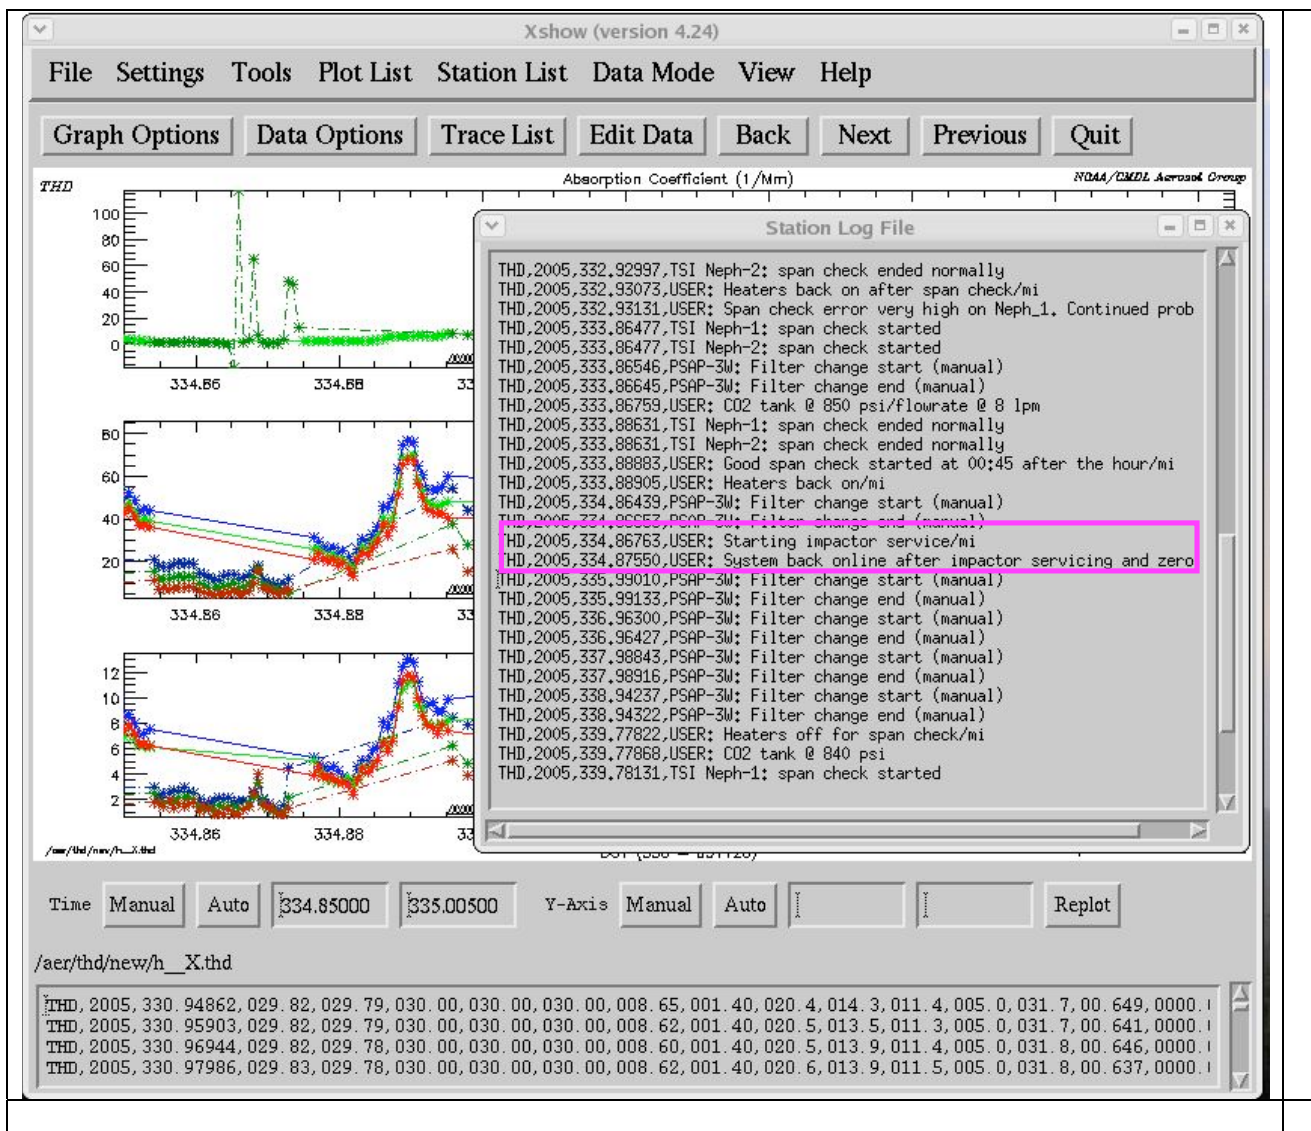 Xshow (version 4.24)
File Settings Tools Plot List Station List Data Mode View Help
Graph Options Data Options Trace List Edit Data Back Next Previous Quit
THD Absorption Coefficient (1/Mm) NOAA/CMDL Aerosol Group
100
80
60
40
20
0
334.86 334.88 33
80
60
40
20
334.86 334.88 33
12
10
8
6
4
2
334.86 334.88 33
/aer/thd/new/h__X.thd
Station Log File
THD,2005,332.92997,TSI Neph-2: span check ended normally
THD,2005,332.93073,USER: Heaters back on after span check/mi
THD,2005,332.93131,USER: Span check error very high on Neph_1. Continued prob
THD,2005,333.86477,TSI Neph-1: span check started
THD,2005,333.86477,TSI Neph-2: span check started
THD,2005,333.86546,PSAP-3W: Filter change start (manual)
THD,2005,333.86645,PSAP-3W: Filter change end (manual)
THD,2005,333.86759,USER: CO2 tank @ 850 psi/flowrate @ 8 lpm
THD,2005,333.88631,TSI Neph-1: span check ended normally
THD,2005,333.88631,TSI Neph-2: span check ended normally
THD,2005,333.88883,USER: Good span check started at 00:45 after the hour/mi
THD,2005,333.88905,USER: Heaters back on/mi
THD,2005,334.86439,PSAP-3W: Filter change start (manual)
THD,2005,334.86653,PSAP-3W: Filter change end (manual)
THD,2005,334.86763,USER: Starting impactor service/mi
THD,2005,334.87550,USER: System back online after impactor servicing and zero
THD,2005,335.99010,PSAP-3W: Filter change start (manual)
THD,2005,335.99133,PSAP-3W: Filter change end (manual)
THD,2005,336.96300,PSAP-3W: Filter change start (manual)
THD,2005,336.96427,PSAP-3W: Filter change end (manual)
THD,2005,337.98843,PSAP-3W: Filter change start (manual)
THD,2005,337.98916,PSAP-3W: Filter change end (manual)
THD,2005,338.94237,PSAP-3W: Filter change start (manual)
THD,2005,338.94322,PSAP-3W: Filter change end (manual)
THD,2005,339.77822,USER: Heaters off for span check/mi
THD,2005,339.77868,USER: CO2 tank @ 840 psi
THD,2005,339.78131,TSI Neph-1: span check started
Time Manual Auto 334.85000 335.00500 Y-Axis Manual Auto Replot
/aer/thd/new/h__X.thd
THD,2005,330.94862,029.82,029.79,030.00,030.00,030.00,008.65,001.40,020.4,014.3,011.4,005.0,031.7,00.649,0000.
THD,2005,330.95903,029.82,029.79,030.00,030.00,030.00,008.62,001.40,020.5,013.5,011.3,005.0,031.7,00.641,0000.
THD,2005,330.96944,029.82,029.78,030.00,030.00,030.00,008.60,001.40,020.5,013.9,011.4,005.0,031.8,00.646,0000.
THD,2005,330.97986,029.83,029.78,030.00,030.00,030.00,008.62,001.40,020.6,013.9,011.5,005.0,031.8,00.637,0000.